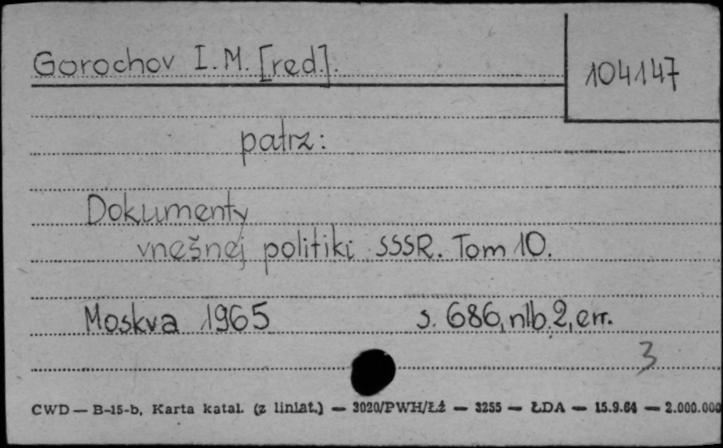 Gorochov I.M. [red].
104147
patrz:
Dokumenty
vnešnej politiki SSSR. Tom 10.
Moskva 1965 s. 686, nlb. 2, err.
3
CWD — B-15-b, Karta katal. (z liniat.) — 3020/PWH/Łż — 3255 — ŁDA — 15.9.64 — 2.000.000